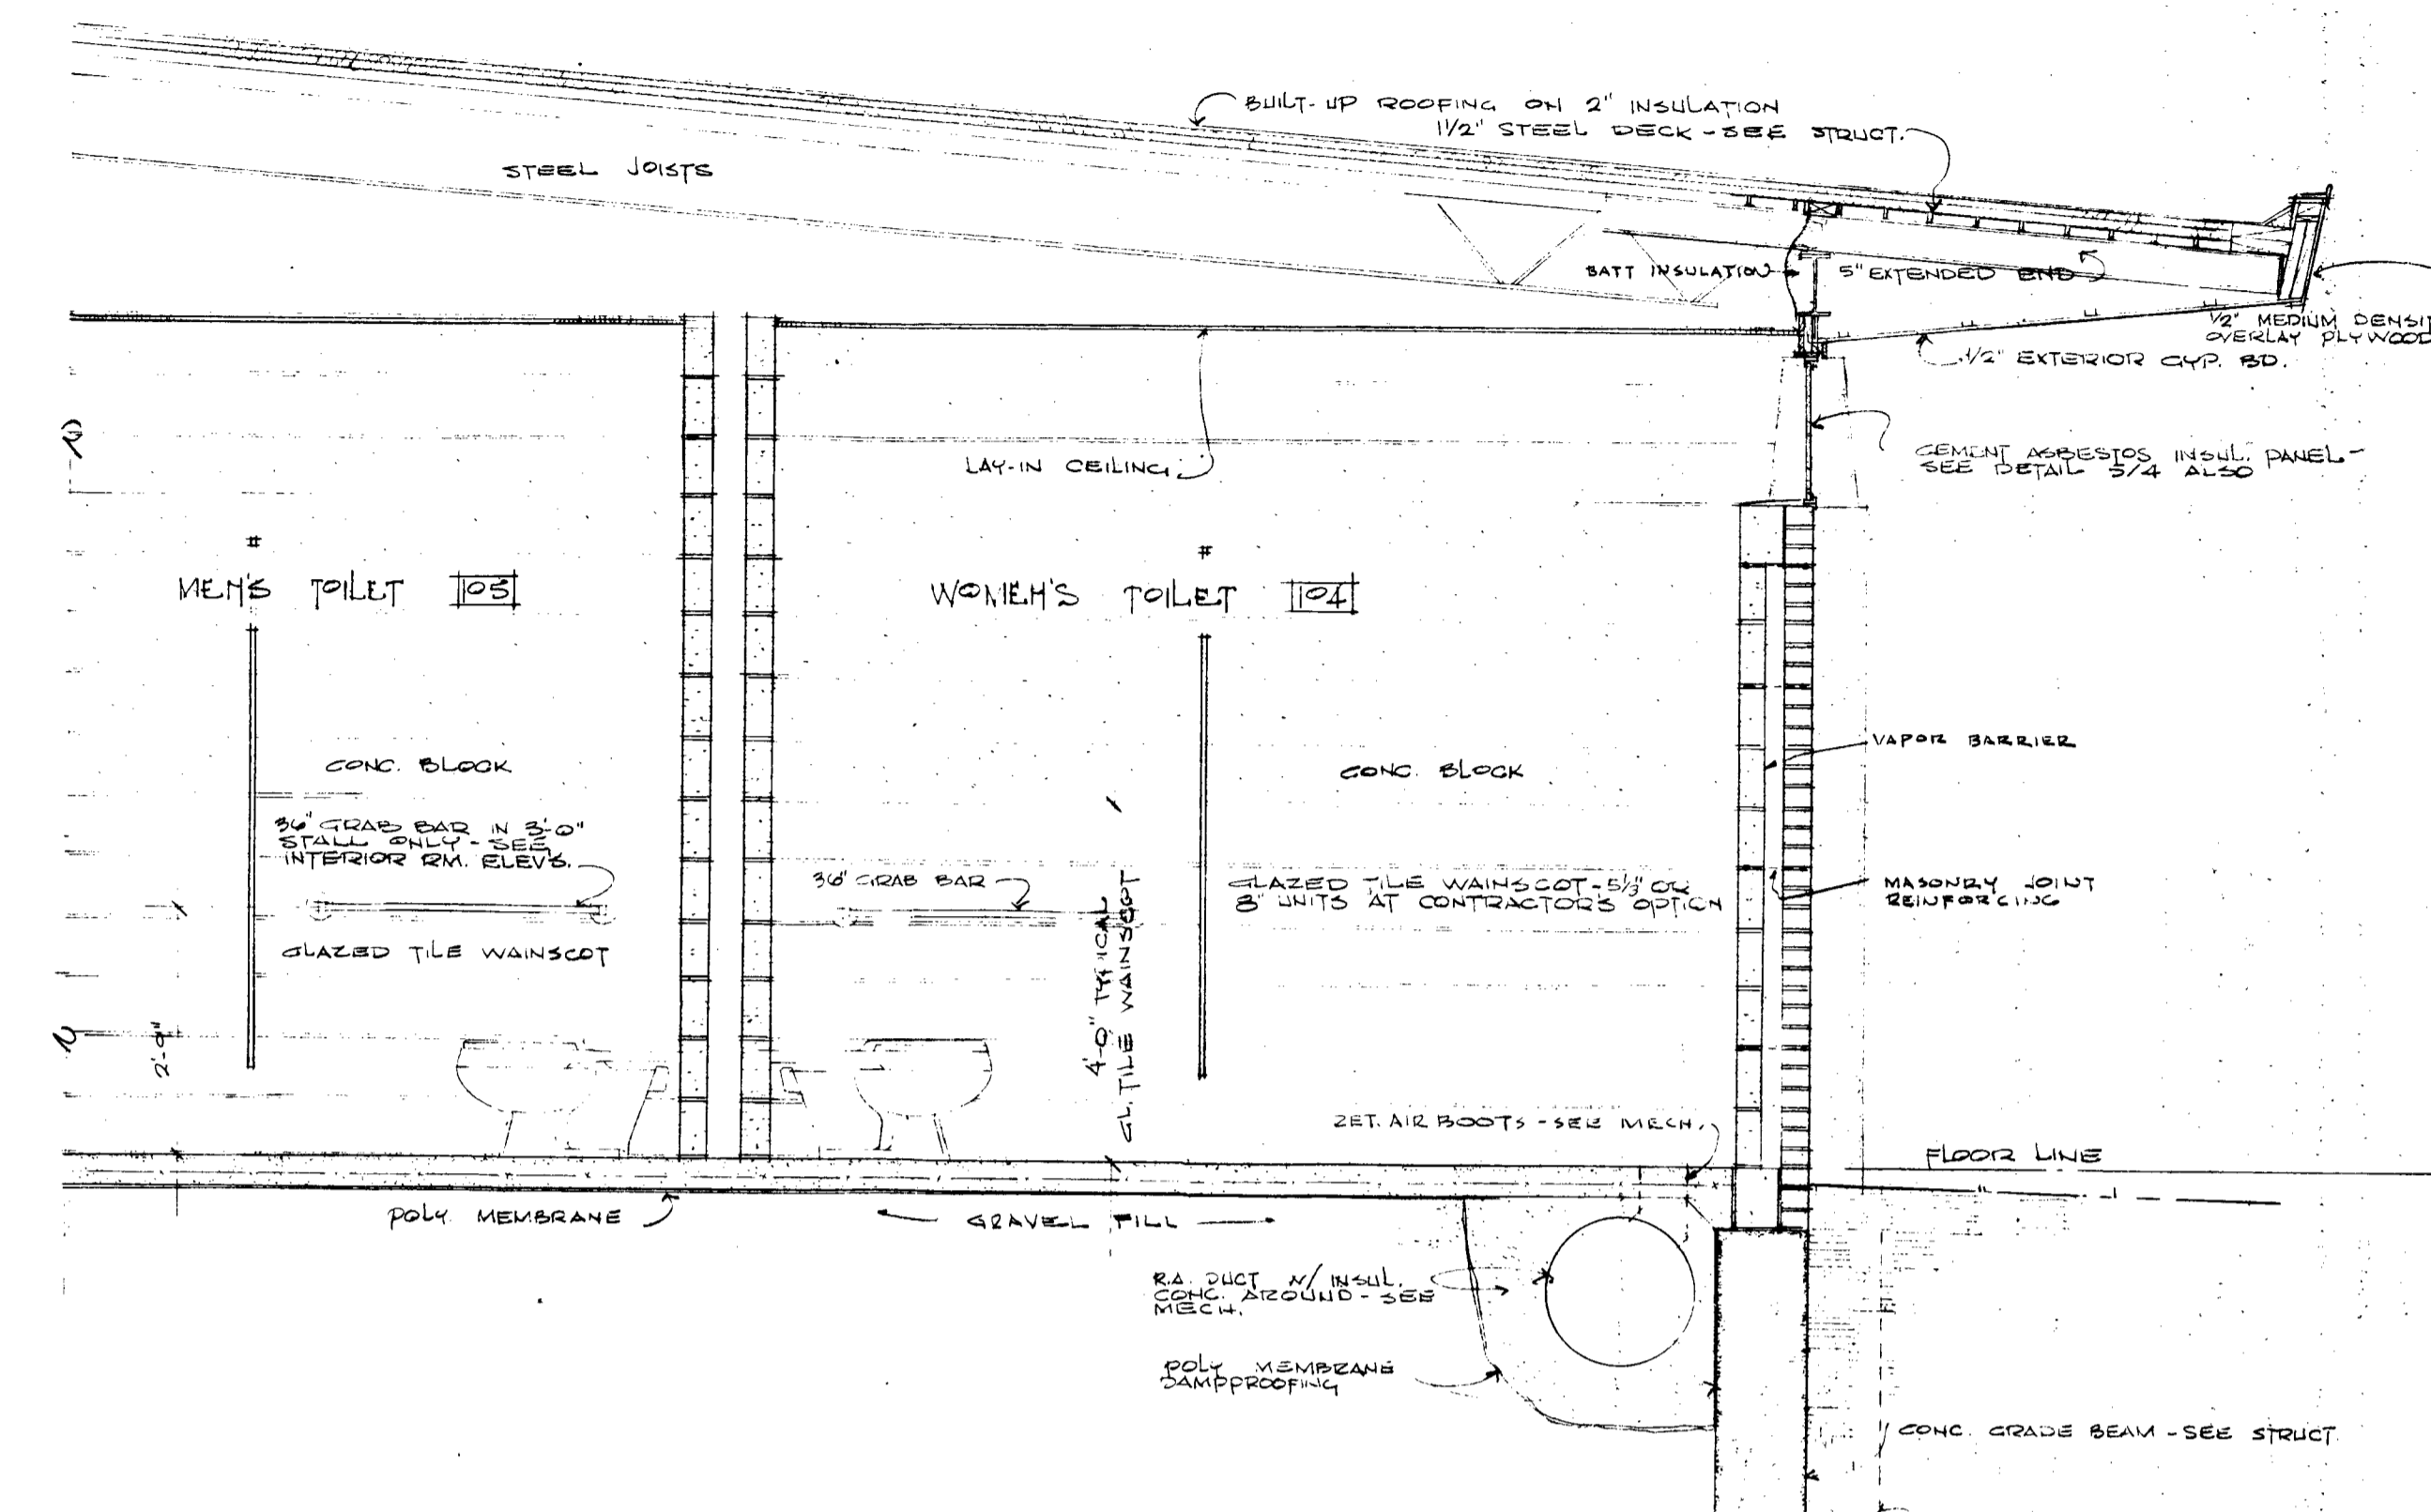 BUILT-UP ROOFING ON 2" INSULATION
1 1/2" STEEL DECK - SEE STRUCT.
STEEL JOISTS
BATT INSULATION
5" EXTENDED END
1/2" MEDIUM
OVERLAY PLYWOOD
1/2" EXTERIOR GYP. BD.
LAY-IN CEILING
CEMENT ASBESTOS INSUL. PANEL-
SEE DETAIL 5/4 ALSO
MEN'S TOILET 105
WOMEN'S TOILET 104
VAPOR BARRIER
CONC. BLOCK
CONC. BLOCK
36" GRAB BAR IN 3'-0"
STALL ONLY - SEE
INTERIOR RM. ELEV'S.
36" GRAB BAR
GLAZED TILE WAINSCOT - 5 1/3" OR
8" UNITS AT CONTRACTOR'S OPTION
MASONRY JOINT
REINFORCING
GLAZED TILE WAINSCOT
4'-0" TYPICAL
GL. TILE WAINSCOT
2'-9"
RET. AIR BOOTS - SEE MECH.
FLOOR LINE
POLY MEMBRANE
GRAVEL FILL
R.A. DUCT W/ INSUL.
CONC. AROUND - SEE
MECH.
POLY MEMBRANE
DAMPPROOFING
CONC. GRADE BEAM - SEE STRUCT.